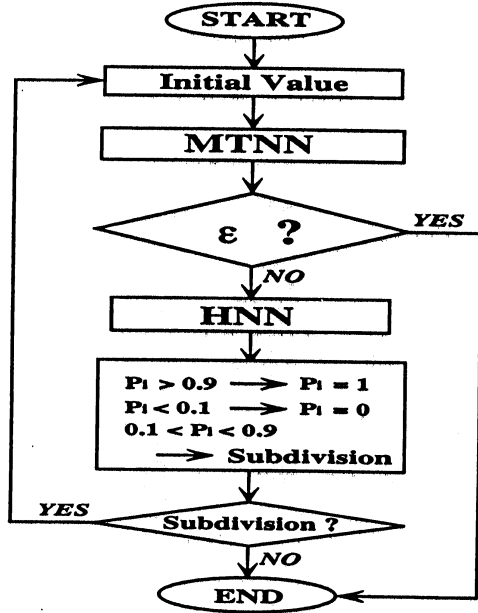 START
Initial Value
MTNN
ε ?
YES
NO
HNN
Pi > 0.9 → Pi = 1
Pi < 0.1 → Pi = 0
0.1 < Pi < 0.9
→ Subdivision
YES
Subdivision ?
NO
END